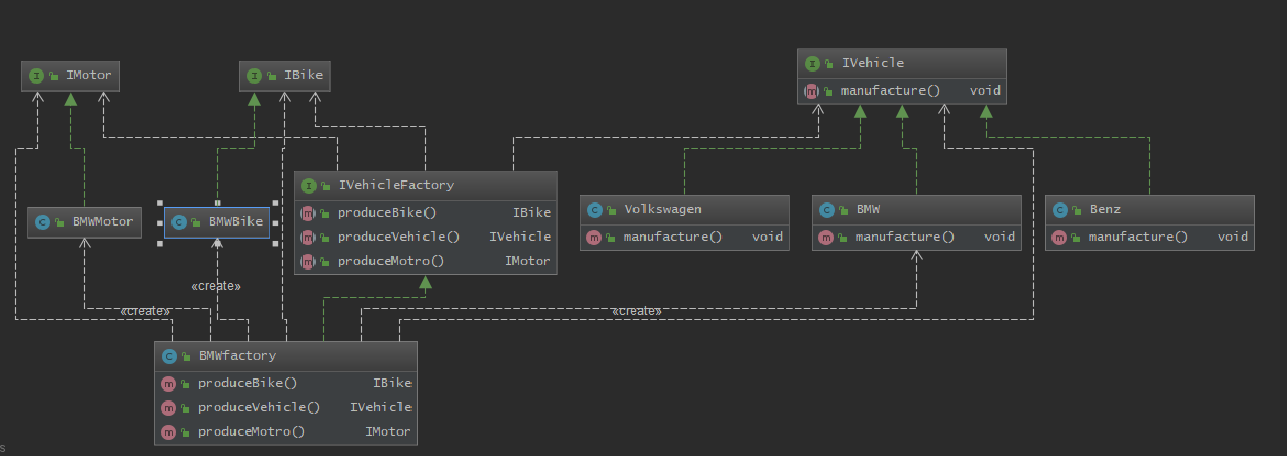 IVehicle
manufacture() void
IMotor
IBike
IVehicleFactory
produceBike() IBike
produceVehicle() IVehicle
produceMotro() IMotor
BMWMotor
BMWBike
Volkswagen
manufacture() void
BMW
manufacture() void
Benz
manufacture() void
«create»
«create»
«create»
BMWfactory
produceBike() IBike
produceVehicle() IVehicle
produceMotro() IMotor
s